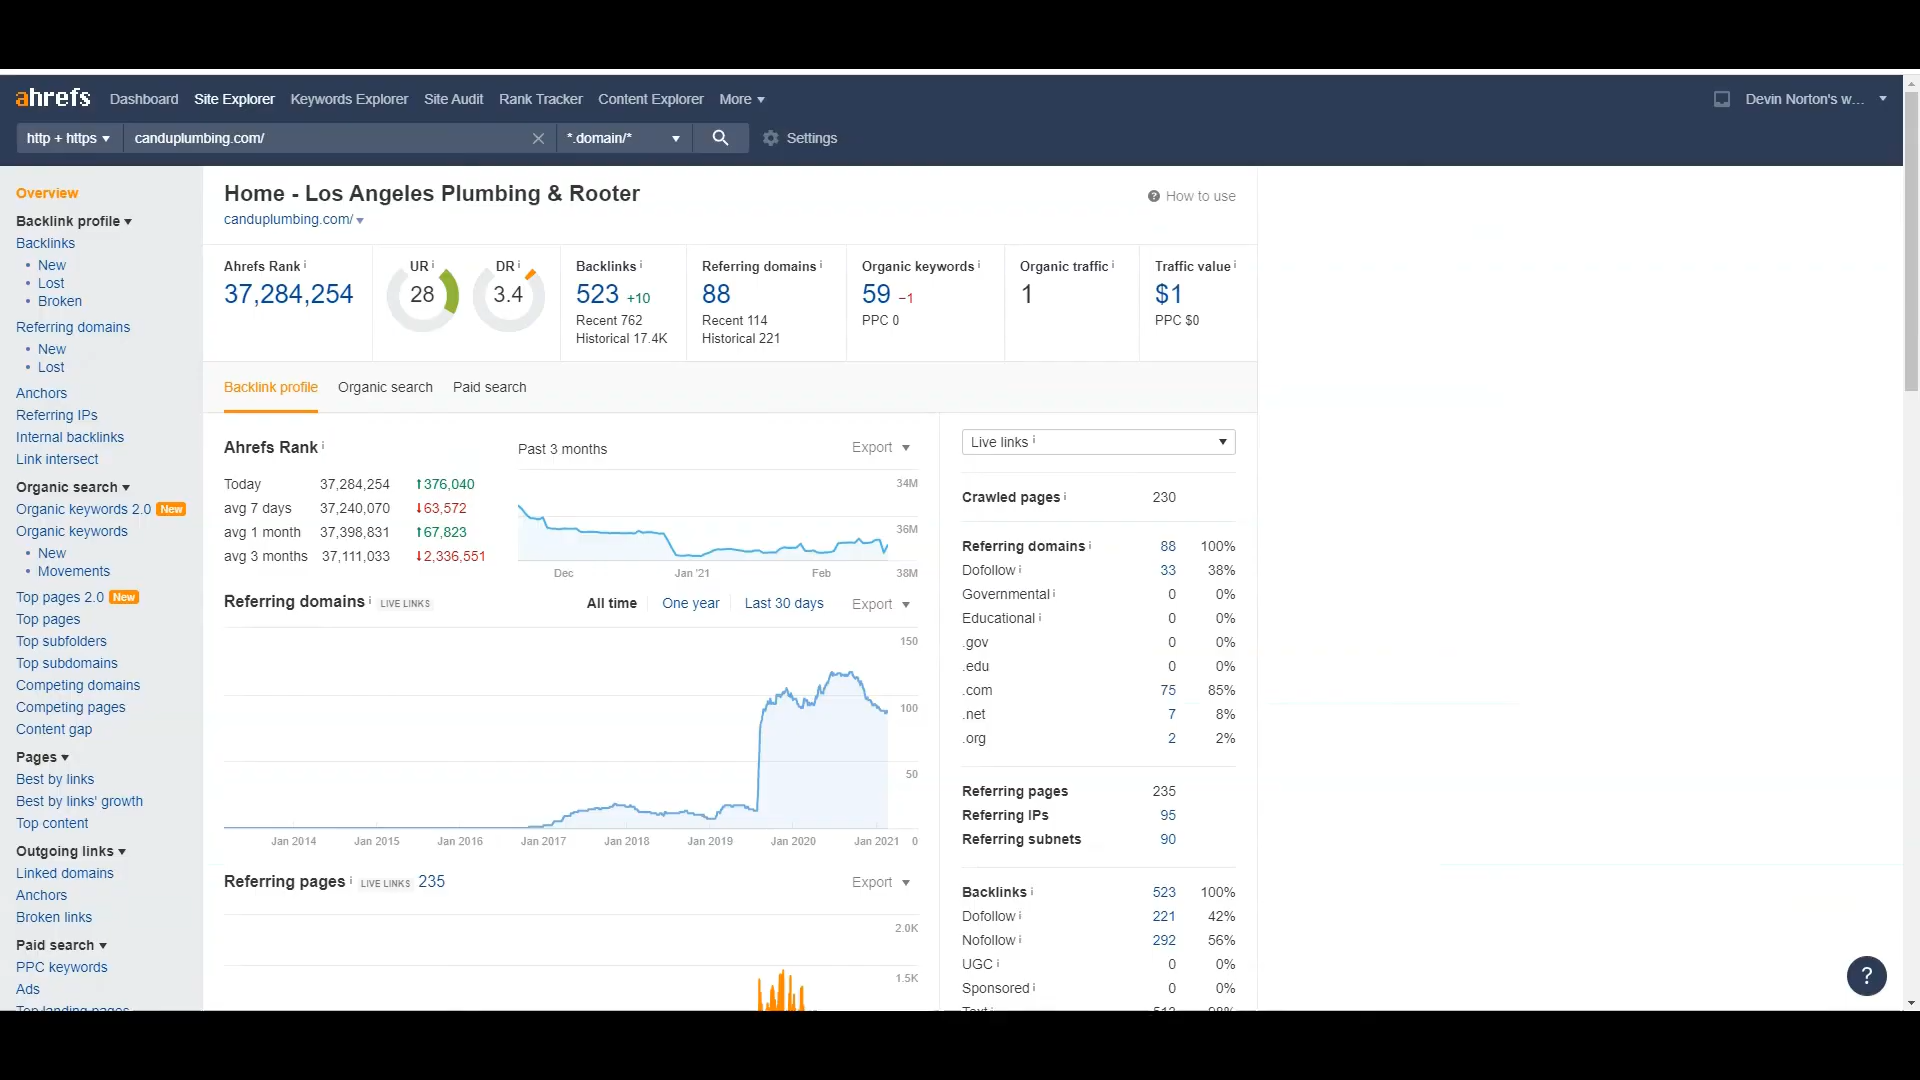 ahrefs Dashboard Site Explorer Keywords Explorer Site Audit Rank Tracker Content Explorer More Devin Norton's w...
http + https canduplumbing.com/ *.domain/* Settings
Overview
Backlink profile
Backlinks
• New
• Lost
• Broken
Referring domains
• New
• Lost
Anchors
Referring IPs
Internal backlinks
Link intersect
Organic search
Organic keywords 2.0 New
Organic keywords
• New
• Movements
Top pages 2.0 New
Top pages
Top subfolders
Top subdomains
Competing domains
Competing pages
Content gap
Pages
Best by links
Best by links' growth
Top content
Outgoing links
Linked domains
Anchors
Broken links
Paid search
PPC keywords
Ads
Top landing pages
Home - Los Angeles Plumbing & Rooter
How to use
canduplumbing.com/
Ahrefs Rank i
37,284,254
UR i
28
DR i
3.4
Backlinks i
523 +10
Recent 762
Historical 17.4K
Referring domains i
88
Recent 114
Historical 221
Organic keywords i
59 −1
PPC 0
Organic traffic i
1
Traffic value i
$1
PPC $0
Backlink profile Organic search Paid search
Ahrefs Rank i
Today 37,284,254 ↑376,040
avg 7 days 37,240,070 ↓63,572
avg 1 month 37,398,831 ↑67,823
avg 3 months 37,111,033 ↓2,336,551
Past 3 months Export
34M
36M
38M
Dec Jan '21 Feb
Referring domains i LIVE LINKS All time One year Last 30 days Export
150
100
50
0
Jan 2014 Jan 2015 Jan 2016 Jan 2017 Jan 2018 Jan 2019 Jan 2020 Jan 2021
Referring pages i LIVE LINKS 235 Export
2.0K
1.5K
Live links i
Crawled pages i 230
Referring domains i 88 100%
Dofollow i 33 38%
Governmental i 0 0%
Educational i 0 0%
.gov 0 0%
.edu 0 0%
.com 75 85%
.net 7 8%
.org 2 2%
Referring pages 235
Referring IPs 95
Referring subnets 90
Backlinks i 523 100%
Dofollow i 221 42%
Nofollow i 292 56%
UGC i 0 0%
Sponsored i 0 0%
Text i 513 98%
?